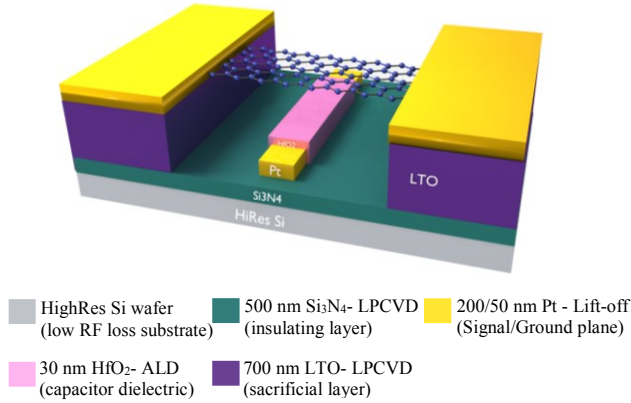 HfO2
Pt
LTO
Si3N4
HiRes Si
HighRes Si wafer
(low RF loss substrate)
500 nm Si₃N₄- LPCVD
(insulating layer)
200/50 nm Pt - Lift-off
(Signal/Ground plane)
30 nm HfO₂- ALD
(capacitor dielectric)
700 nm LTO- LPCVD
(sacrificial layer)